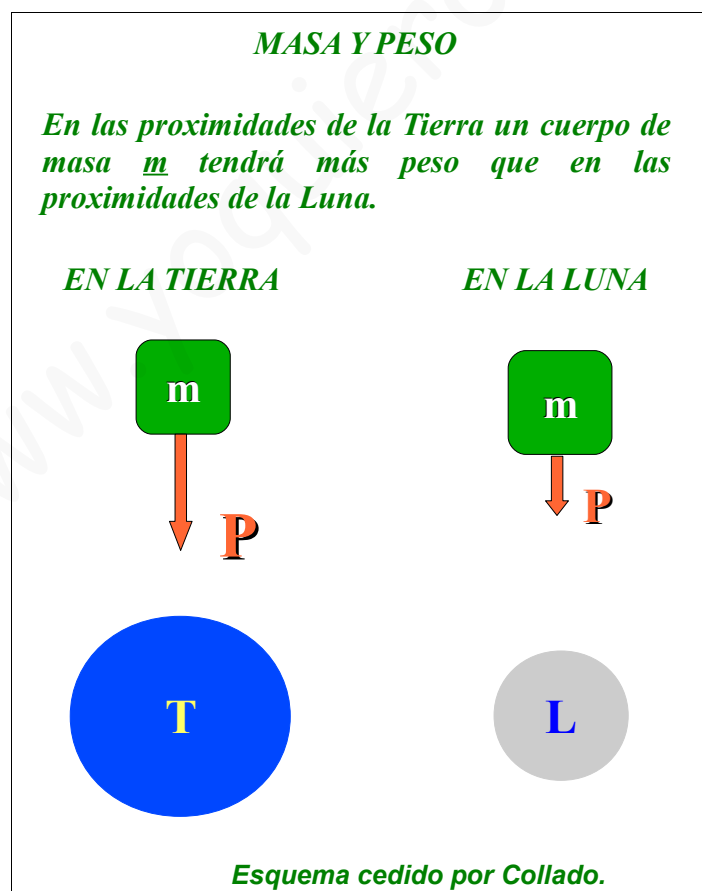 MASA Y PESO
En las proximidades de la Tierra un cuerpo de
masa m tendrá más peso que en las
proximidades de la Luna.
EN LA TIERRA
EN LA LUNA
m
m
P
P
T
L
Esquema cedido por Collado.